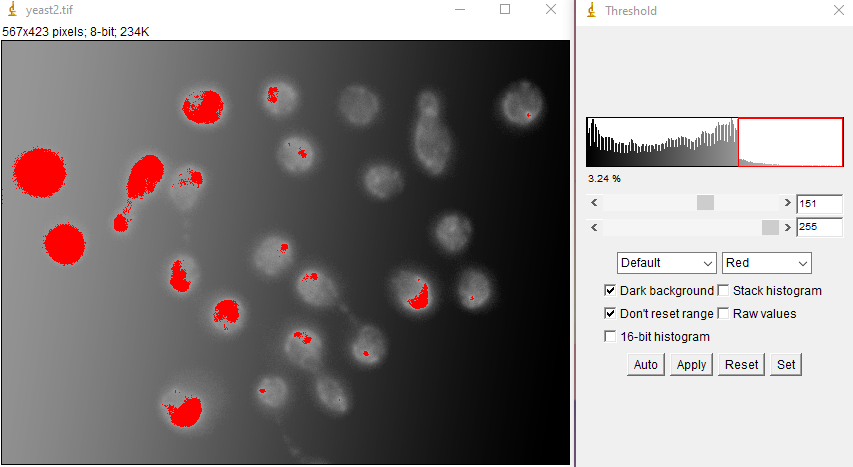 yeast2.tif
567x423 pixels; 8-bit; 234K
Threshold
3.24 %
151
255
Default
Red
Dark background
Stack histogram
Don't reset range
Raw values
16-bit histogram
Auto
Apply
Reset
Set